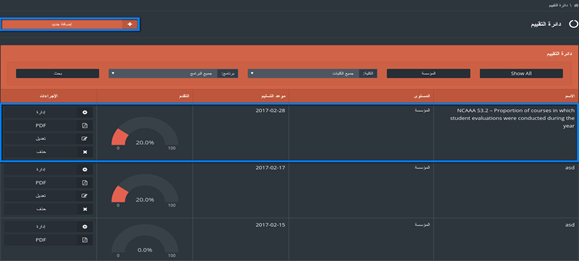 دائرة التقييم
دائرة التقييم
إضافة جديد
دائرة التقييم
Show All
المؤسسة
الكلية:
جميع الكليات
برنامج:
جميع البرامج
بحث
الاسم
المستوى
موعد التسليم
التقدم
الإجراءات
NCAAA S3.2 – Proportion of courses in which
student evaluations were conducted during the
year
المؤسسة
2017-02-28
20.0%
0
100
إدارة
PDF
تعديل
حذف
asd
المؤسسة
2017-02-17
20.0%
0
100
إدارة
PDF
تعديل
حذف
asd
المؤسسة
2017-02-15
0.0%
0
100
إدارة
PDF